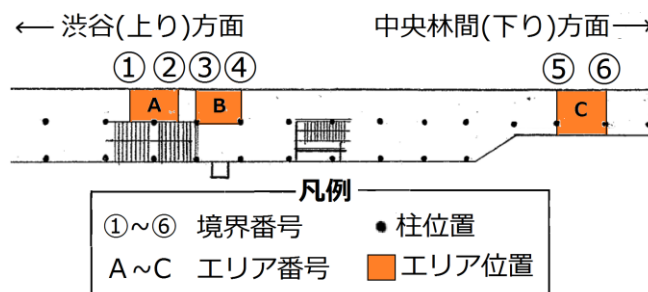 ← 渋谷(上り)方面
中央林間(下り)方面→
① ② ③ ④ ⑤ ⑥
A B C
凡例
①~⑥ 境界番号
●柱位置
A~C エリア番号
エリア位置